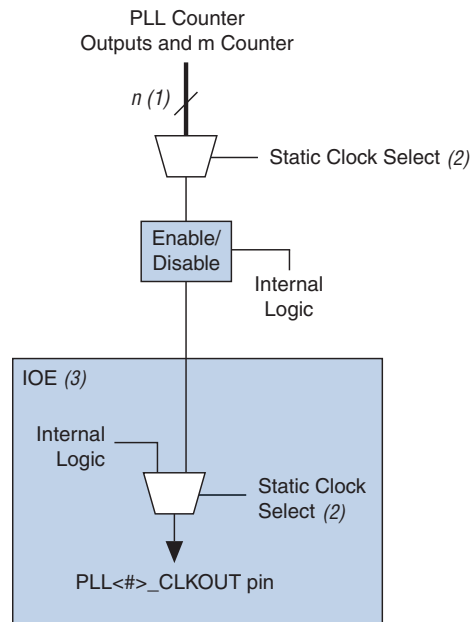 PLL Counter
Outputs and m Counter
n (1)
Static Clock Select (2)
Enable/
Disable
Internal
Logic
IOE (3)
Internal
Logic
Static Clock
Select (2)
PLL<#>_CLKOUT pin